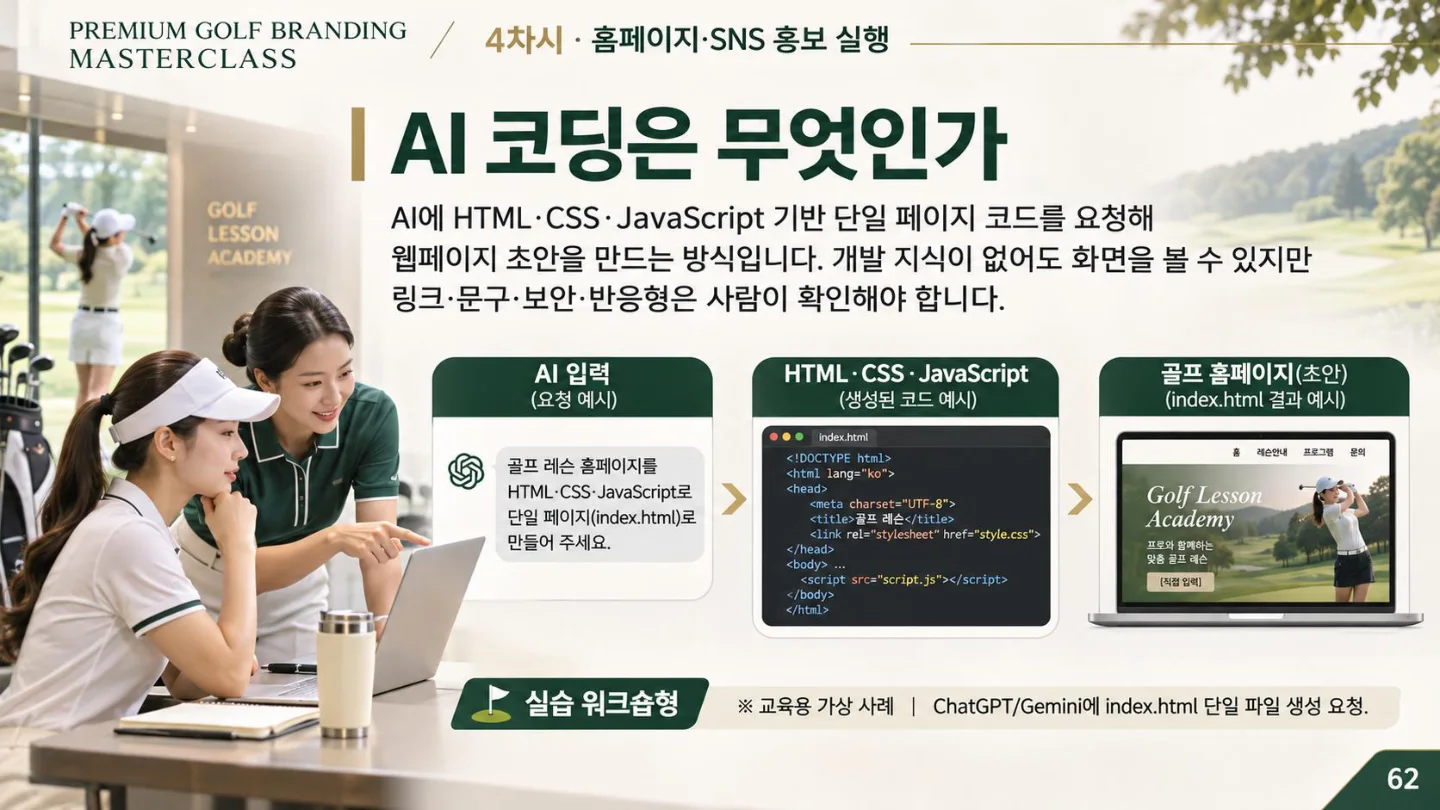 PREMIUM GOLF BRANDING
MASTERCLASS
4차시 · 홈페이지·SNS 홍보 실행
GOLF
LESSON
ACADEMY
AI 코딩은 무엇인가
AI에 HTML·CSS·JavaScript 기반 단일 페이지 코드를 요청해
웹페이지 초안을 만드는 방식입니다. 개발 지식이 없어도 화면을 볼 수 있지만
링크·문구·보안·반응형은 사람이 확인해야 합니다.
AI 입력
(요청 예시)
골프 레슨 홈페이지를
HTML·CSS·JavaScript로
단일 페이지(index.html)로
만들어 주세요.
HTML·CSS·JavaScript
(생성된 코드 예시)
index.html
<!DOCTYPE html>
<html lang="ko">
<head>
<meta charset="UTF-8">
<title>골프 레슨</title>
<link rel="stylesheet" href="style.css">
</head>
<body> ...
<script src="script.js"></script>
</body>
</html>
골프 홈페이지(초안)
(index.html 결과 예시)
홈 레슨안내 프로그램 문의
Golf Lesson
Academy
프로와 함께하는
맞춤 골프 레슨
[직접 입력]
실습 워크숍형
※ 교육용 가상 사례 | ChatGPT/Gemini에 index.html 단일 파일 생성 요청.
62